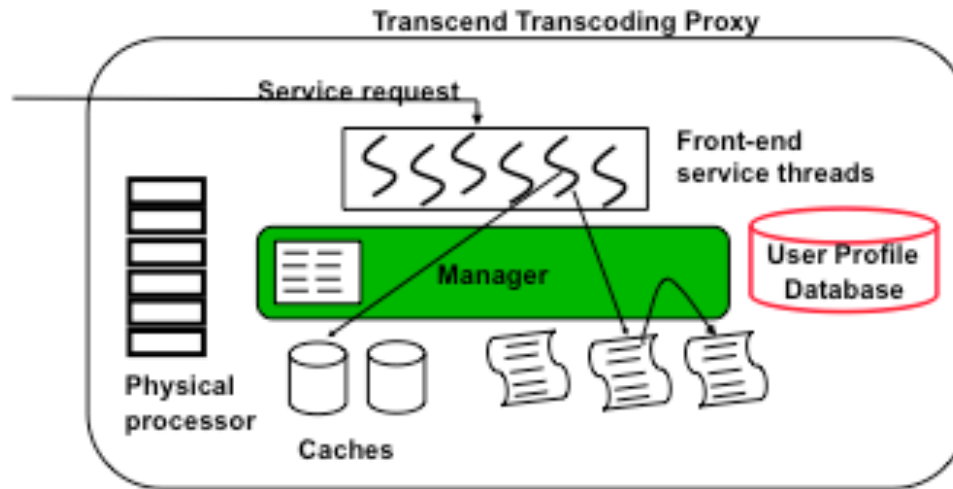 Transcend Transcoding Proxy
Service request
Front-end
service threads
Manager
User Profile
Database
Physical
processor
Caches